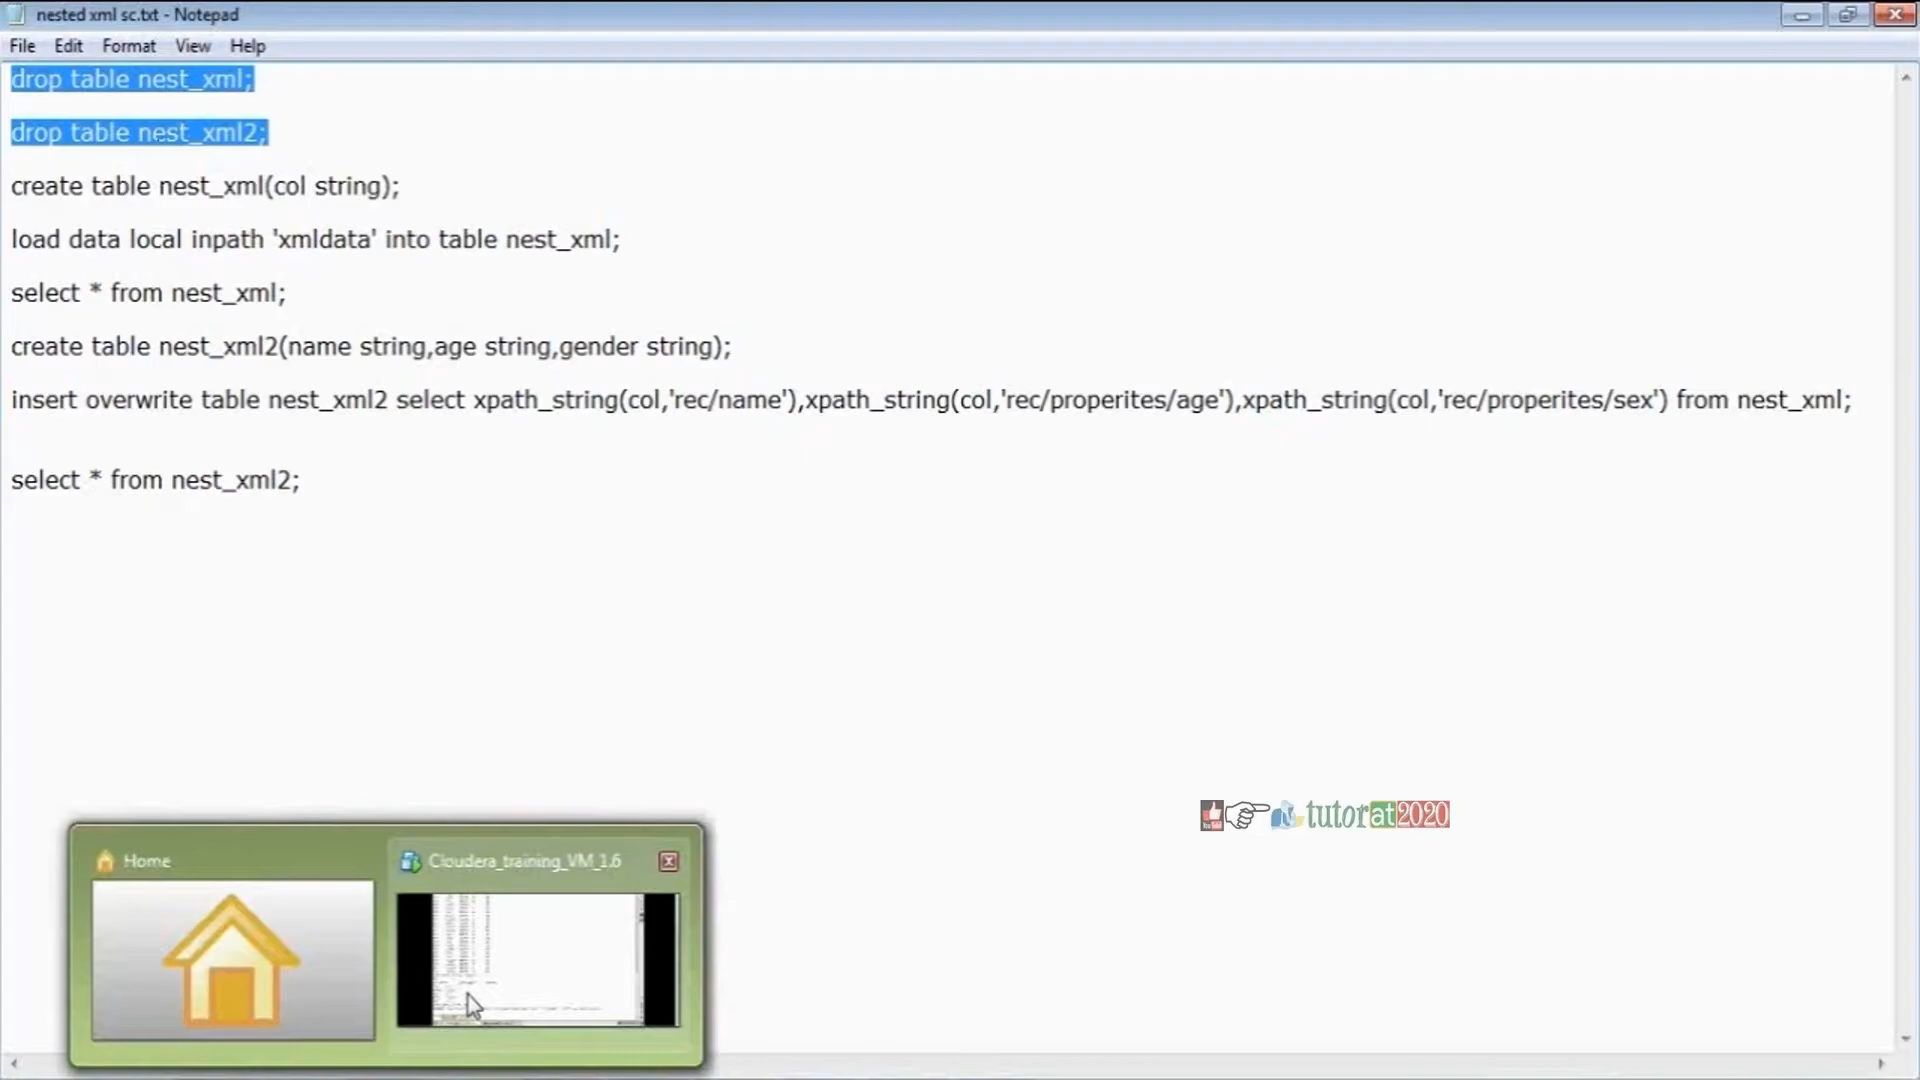 nested xml sc.txt - Notepad
File Edit Format View Help
drop table nest_xml;
drop table nest_xml2;
create table nest_xml(col string);
load data local inpath 'xmldata' into table nest_xml;
select * from nest_xml;
create table nest_xml2(name string,age string,gender string);
insert overwrite table nest_xml2 select xpath_string(col,'rec/name'),xpath_string(col,'rec/properites/age'),xpath_string(col,'rec/properites/sex') from nest_xml;
select * from nest_xml2;
tutorat2020
Home
Cloudera_training_VM_1.6